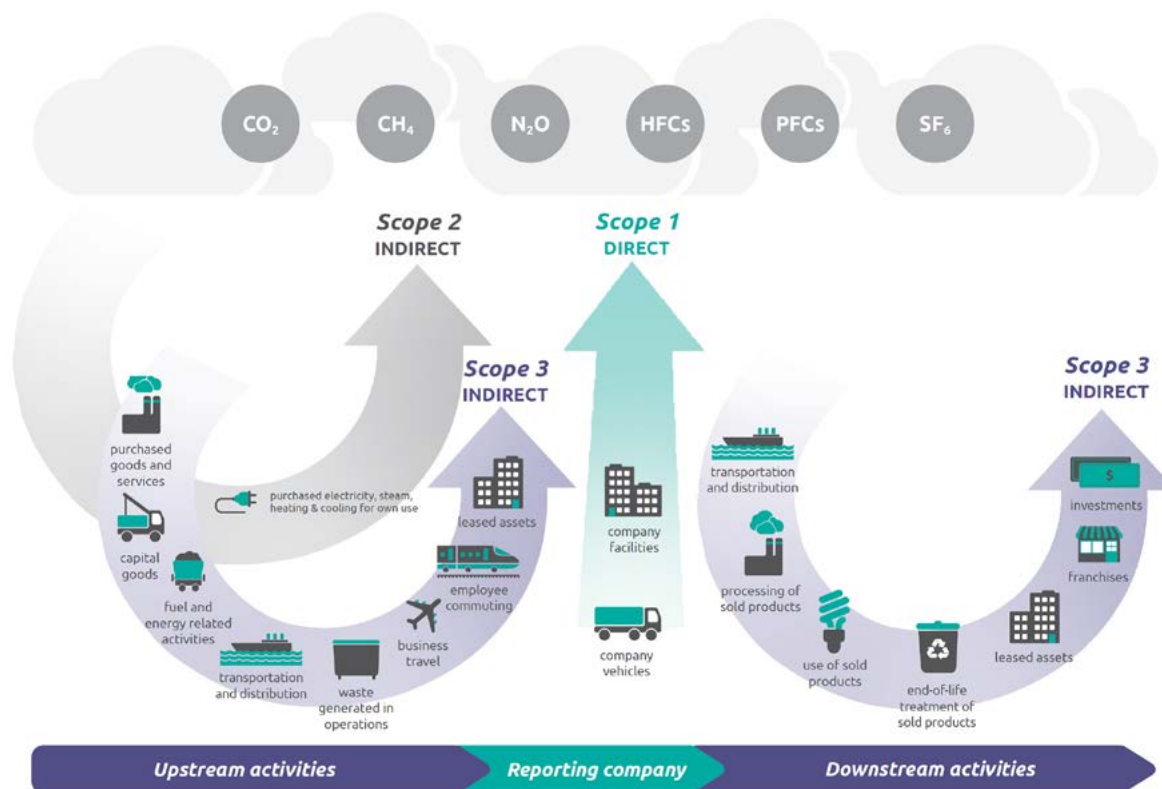 CO₂
CH₄
N₂O
HFCs
PFCs
SF₆
Scope 2
INDIRECT
Scope 1
DIRECT
Scope 3
INDIRECT
Scope 3
INDIRECT
purchased
goods and
services
capital
goods
fuel and
energy related
activities
transportation
and distribution
waste
generated in
operations
business
travel
employee
commuting
leased assets
purchased electricity, steam,
heating & cooling for own use
company
facilities
company
vehicles
transportation
and distribution
processing of
sold products
use of sold
products
end-of-life
treatment of
sold products
leased assets
franchises
investments
$
Upstream activities
Reporting company
Downstream activities